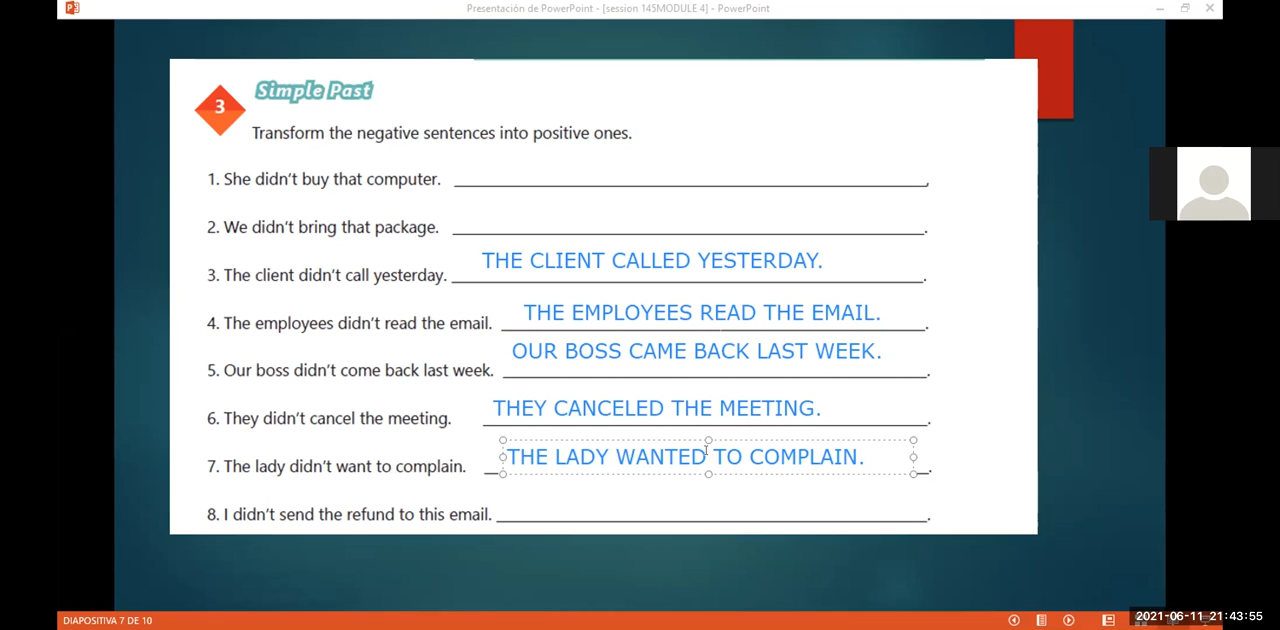 Presentación de PowerPoint - [session 145MODULE 4] - PowerPoint
3
Simple Past
Transform the negative sentences into positive ones.
1. She didn't buy that computer. ,
2. We didn't bring that package. .
THE CLIENT CALLED YESTERDAY.
3. The client didn't call yesterday. .
THE EMPLOYEES READ THE EMAIL.
4. The employees didn't read the email. .
OUR BOSS CAME BACK LAST WEEK.
5. Our boss didn't come back last week. .
THEY CANCELED THE MEETING.
6. They didn't cancel the meeting. .
THE LADY WANTED TO COMPLAIN.
7. The lady didn't want to complain. .
8. I didn't send the refund to this email. .
DIAPOSITIVA 7 DE 10
2021-06-11 21:43:55